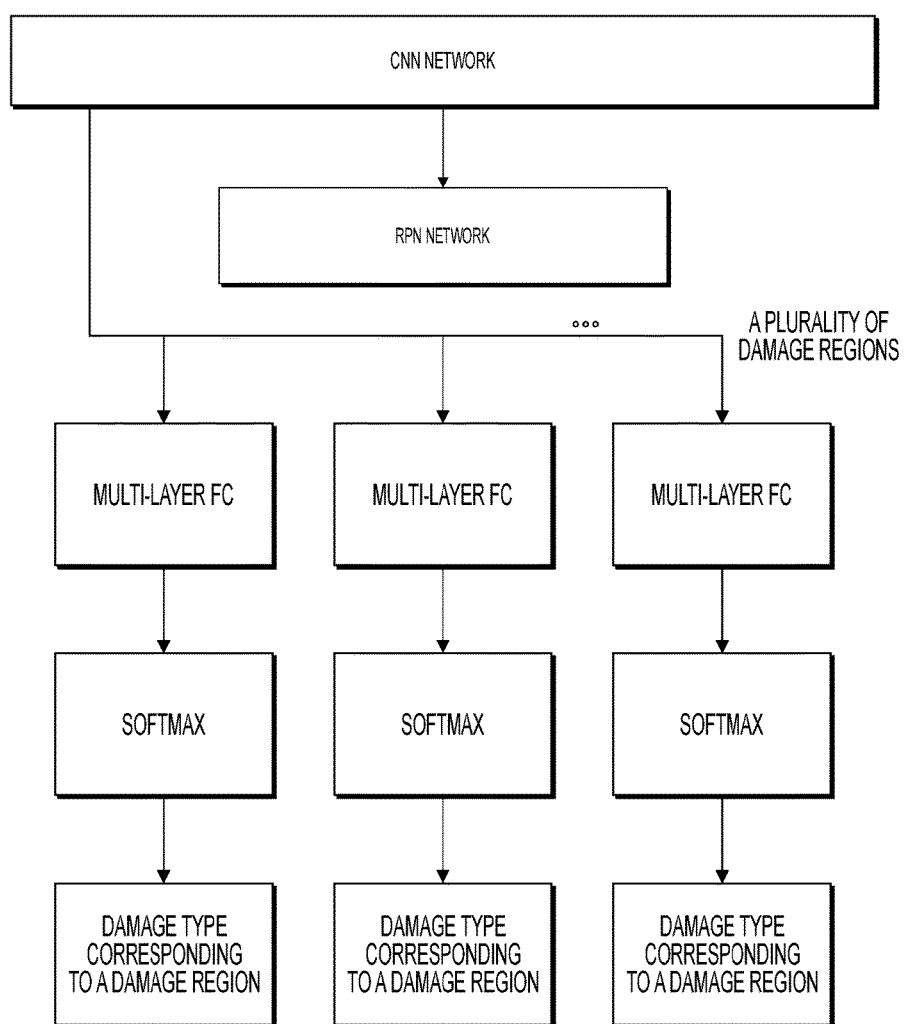 CNN NETWORK
RPN NETWORK
A PLURALITY OF
DAMAGE REGIONS
MULTI-LAYER FC
MULTI-LAYER FC
MULTI-LAYER FC
SOFTMAX
SOFTMAX
SOFTMAX
DAMAGE TYPE
CORRESPONDING
TO A DAMAGE REGION
DAMAGE TYPE
CORRESPONDING
TO A DAMAGE REGION
DAMAGE TYPE
CORRESPONDING
TO A DAMAGE REGION